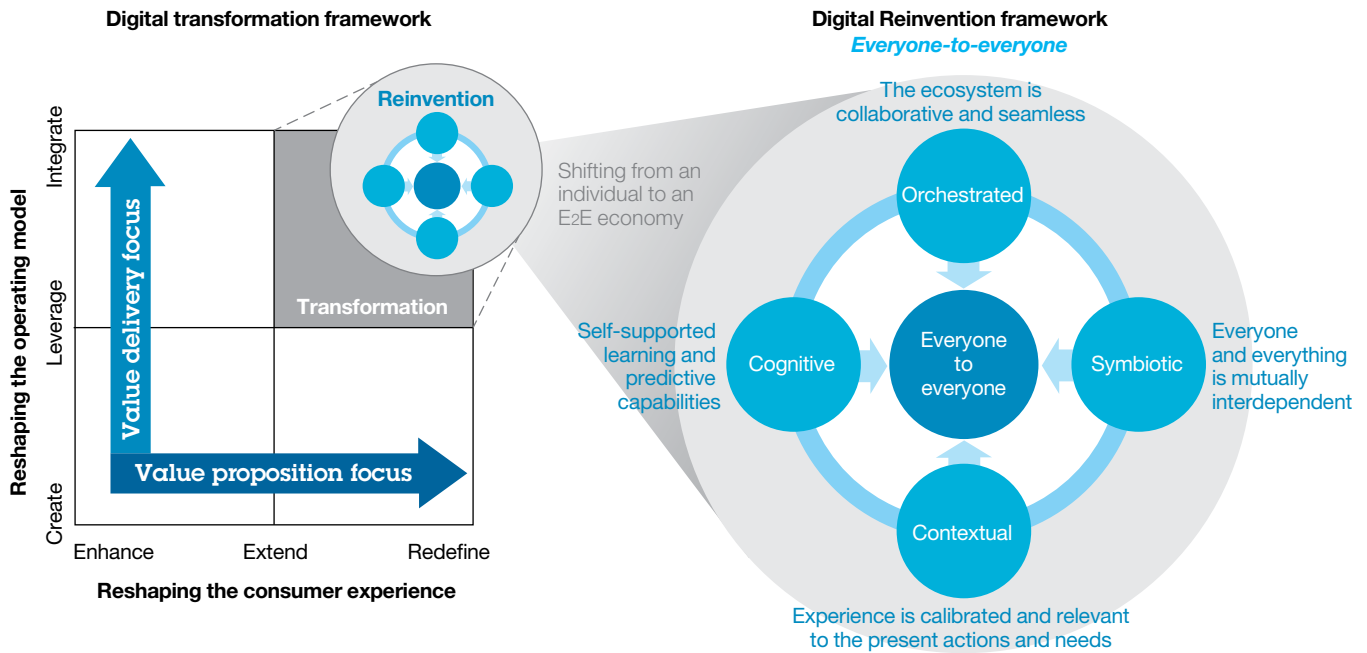 Digital transformation framework
Reshaping the operating model
Integrate
Leverage
Create
Value delivery focus
Value proposition focus
Reinvention
Transformation
Enhance
Extend
Redefine
Reshaping the consumer experience
Shifting from an
individual to an
E2E economy
Digital Reinvention framework
Everyone-to-everyone
The ecosystem is
collaborative and seamless
Orchestrated
Self-supported
learning and
predictive
capabilities
Cognitive
Everyone
to
everyone
Symbiotic
Everyone
and everything
is mutually
interdependent
Contextual
Experience is calibrated and relevant
to the present actions and needs